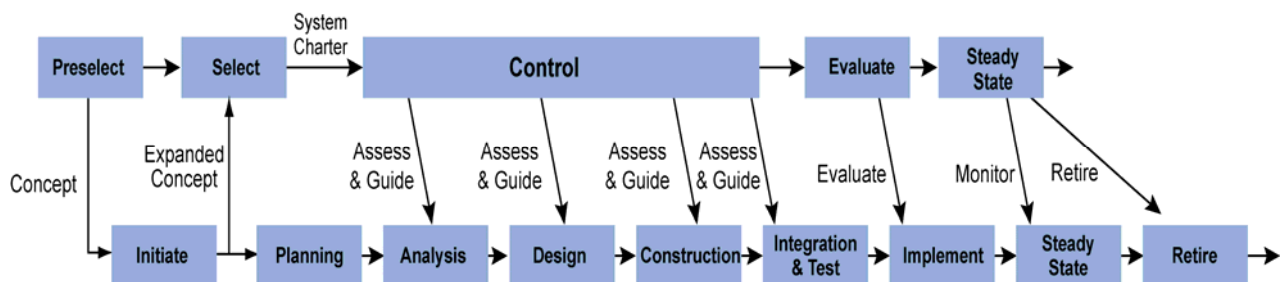 System
Charter
Preselect
Select
Control
Evaluate
Steady
State
Concept
Expanded
Concept
Assess
& Guide
Assess
& Guide
Assess
& Guide
Assess
& Guide
Evaluate
Monitor
Retire
Initiate
Planning
Analysis
Design
Construction
Integration
& Test
Implement
Steady
State
Retire